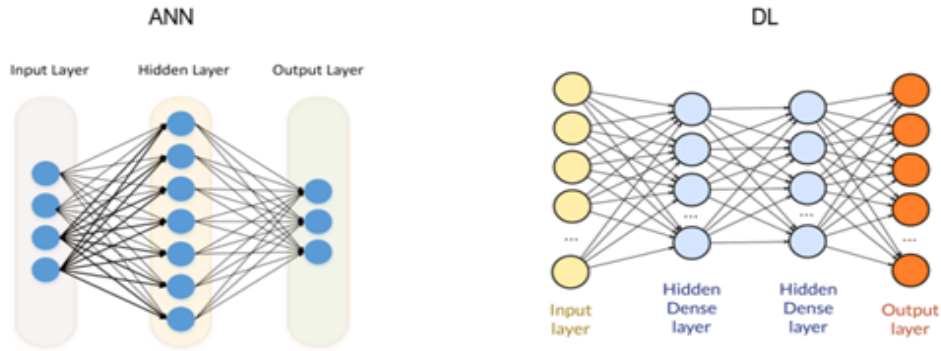 ANN
Input Layer
Hidden Layer
Output Layer
DL
...
...
...
...
Input
layer
Hidden
Dense
layer
Hidden
Dense
layer
Output
layer